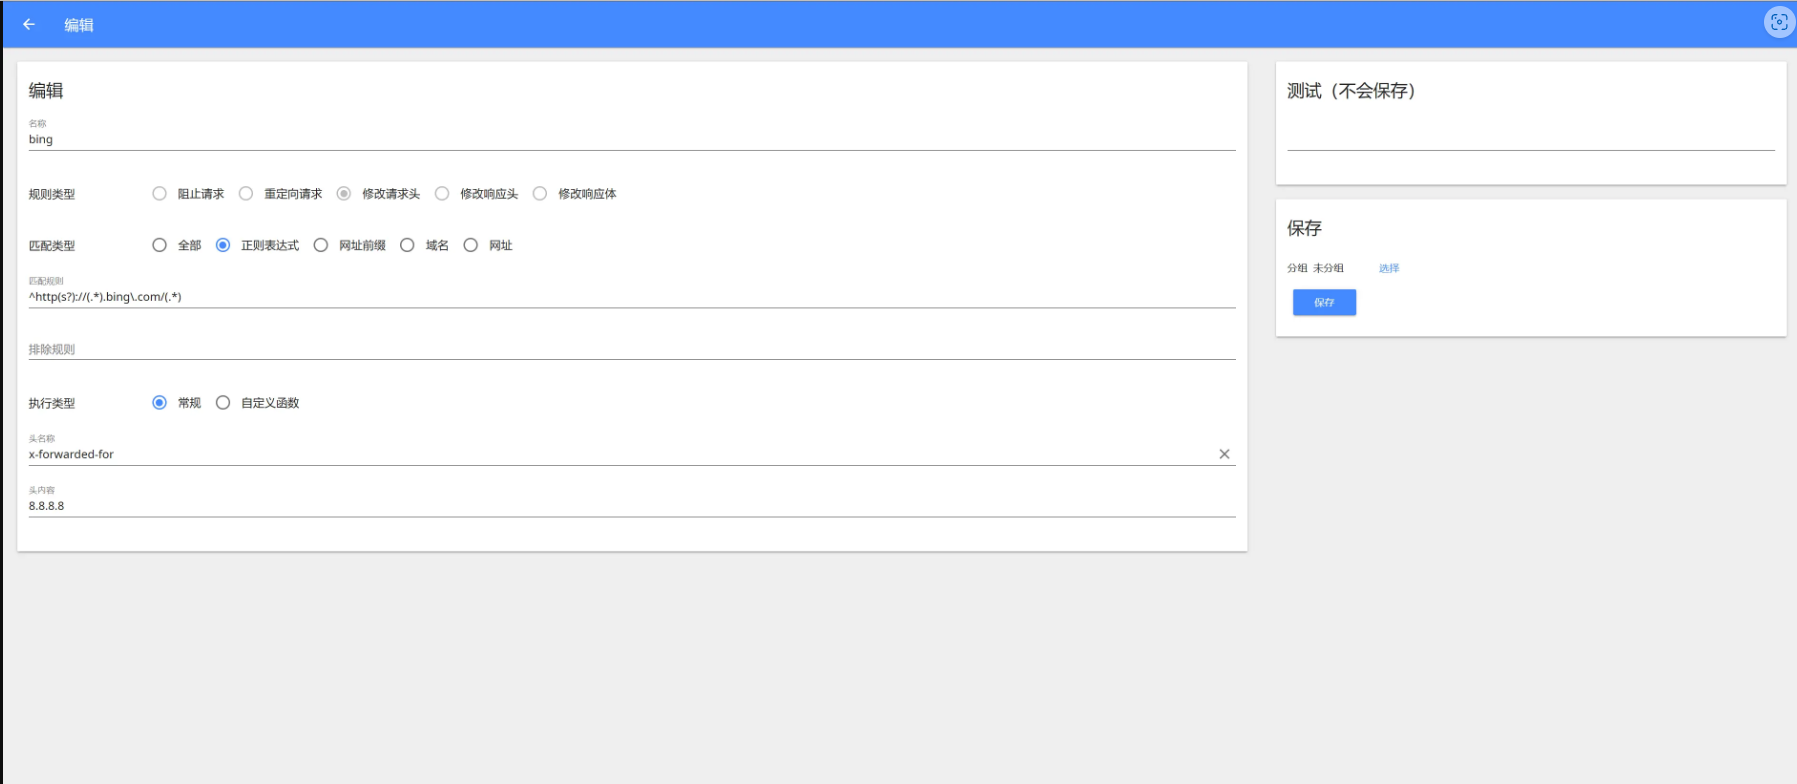 编辑
编辑
名称
bing
规则类型 阻止请求 重定向请求 修改请求头 修改响应头 修改响应体
匹配类型 全部 正则表达式 网址前缀 域名 网址
匹配规则
^http(s?)://(.*).bing\.com/(.*)
排除规则
执行类型 常规 自定义函数
头名称
x-forwarded-for
头内容
8.8.8.8
测试（不会保存）
保存
分组 未分组 选择
保存